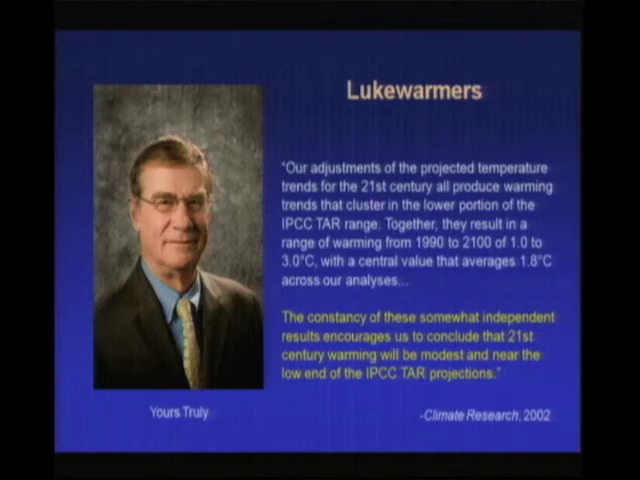 Lukewarmers
"Our adjustments of the projected temperature
trends for the 21st century all produce warming
trends that cluster in the lower portion of the
IPCC TAR range. Together, they result in a
range of warming from 1990 to 2100 of 1.0 to
3.0°C, with a central value that averages 1.8°C
across our analyses...
The constancy of these somewhat independent
results encourages us to conclude that 21st
century warming will be modest and near the
low end of the IPCC TAR projections."
Yours Truly
-Climate Research, 2002